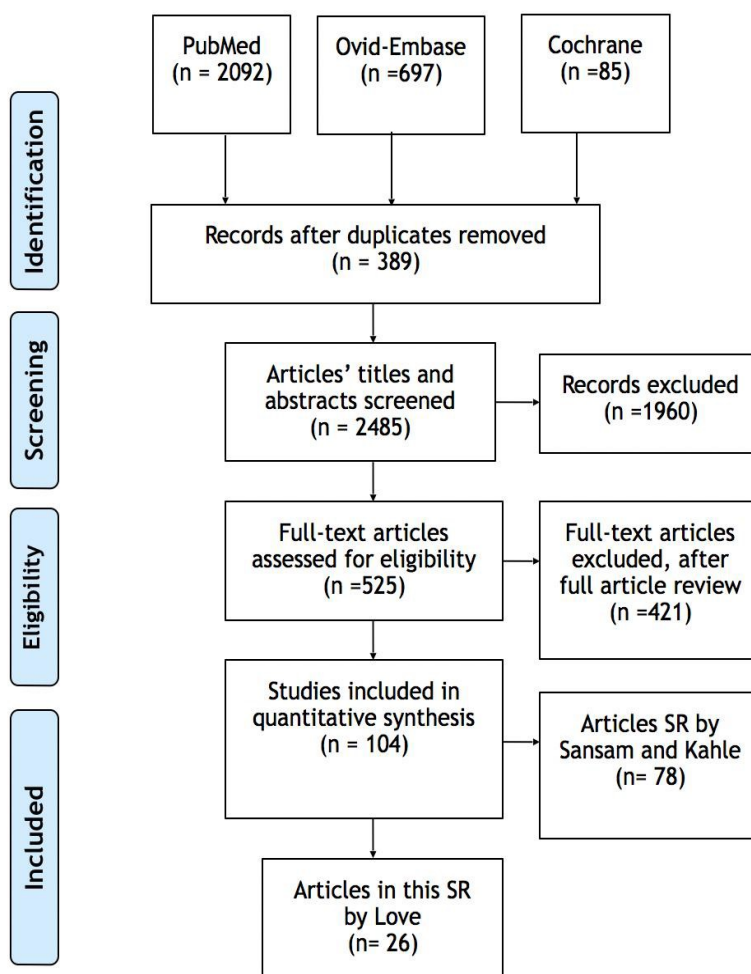 PubMed
(n = 2092)
Ovid-Embase
(n =697)
Cochrane
(n =85)
Identification
Records after duplicates removed
(n = 389)
Screening
Articles’ titles and
abstracts screened
(n = 2485)
Records excluded
(n =1960)
Eligibility
Full-text articles
assessed for eligibility
(n =525)
Full-text articles
excluded, after
full article review
(n =421)
Studies included in
quantitative synthesis
(n = 104)
Articles SR by
Sansam and Kahle
(n= 78)
Included
Articles in this SR
by Love
(n= 26)